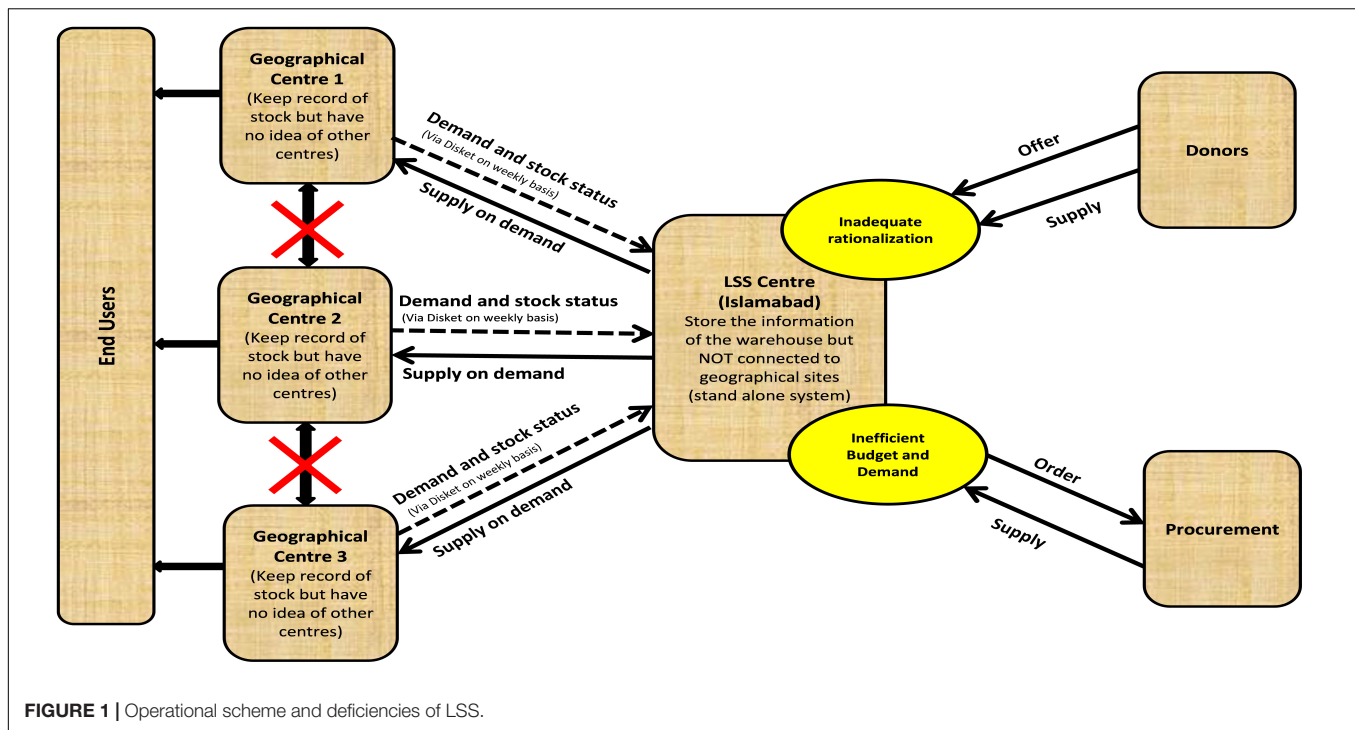 End Users
Geographical
Centre 1
(Keep record of
stock but have
no idea of other
centres)
Geographical
Centre 2
(Keep record of
stock but have
no idea of other
centres)
Geographical
Centre 3
(Keep record of
stock but have
no idea of other
centres)
Demand and stock status
(Via Disket on weekly basis)
Supply on demand
Demand and stock status
(Via Disket on weekly basis)
Supply on demand
Demand and stock status
(Via Disket on weekly basis)
Supply on demand
LSS Centre
(Islamabad)
Store the information
of the warehouse but
NOT connected to
geographical sites
(stand alone system)
Inadequate
rationalization
Inefficient
Budget and
Demand
Offer
Supply
Order
Supply
Donors
Procurement
FIGURE 1 | Operational scheme and deficiencies of LSS.